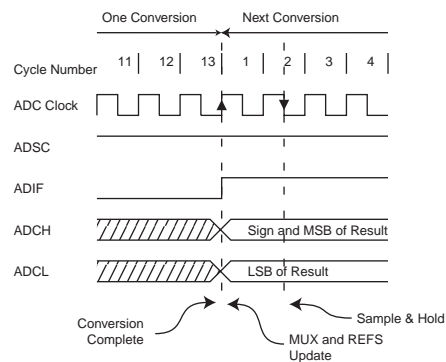 One Conversion Next Conversion
Cycle Number 11 12 13 1 2 3 4
ADC Clock
ADSC
ADIF
ADCH Sign and MSB of Result
ADCL LSB of Result
Conversion
Complete
MUX and REFS
Update
Sample & Hold